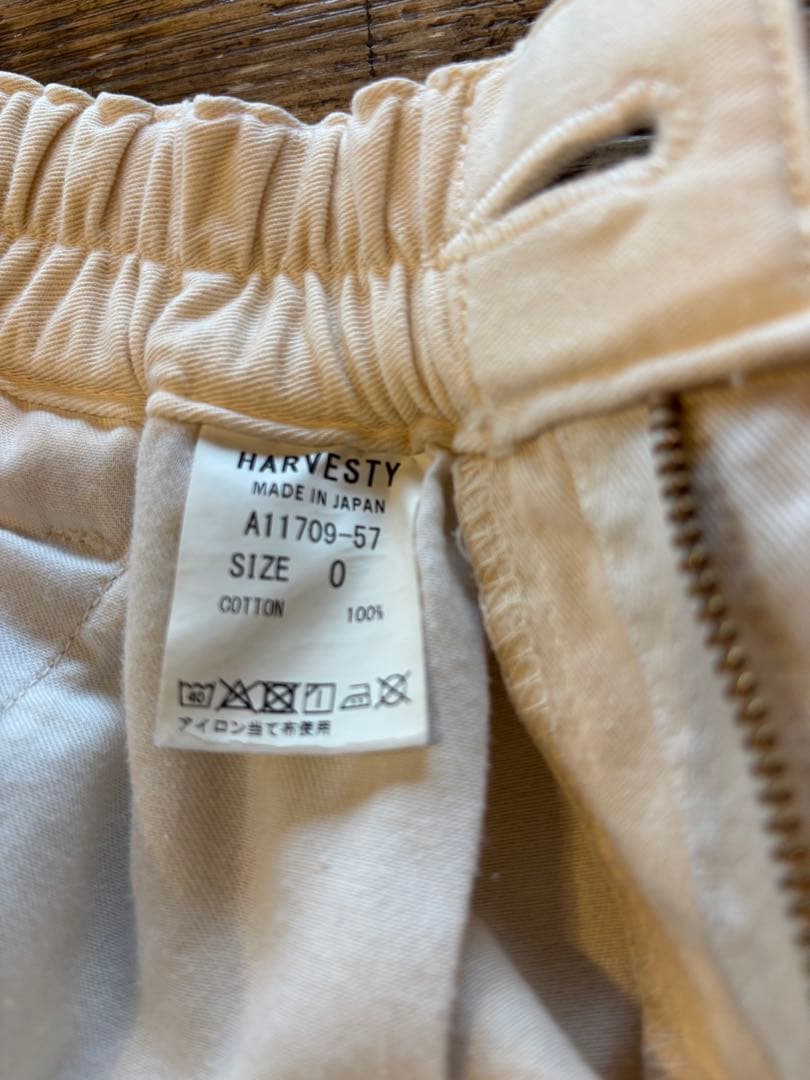 HARVESTY
MADE IN JAPAN
A11709-57
SIZE 0
COTTON 100%
40
アイロン当て布使用